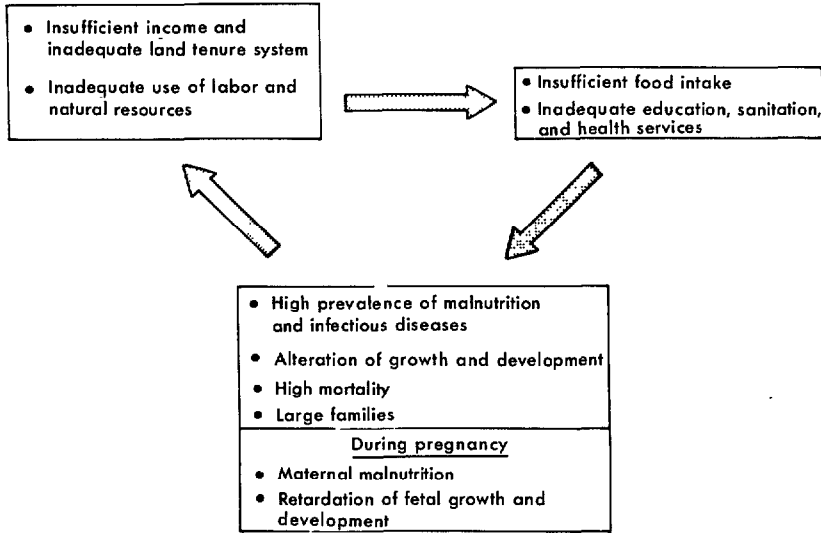 • Insufficient income and
inadequate land tenure system
• Inadequate use of labor and
natural resources
• Insufficient food intake
• Inadequate education, sanitation,
and health services
• High prevalence of malnutrition
and infectious diseases
• Alteration of growth and development
• High mortality
• Large families
During pregnancy
• Maternal malnutrition
• Retardation of fetal growth and
development